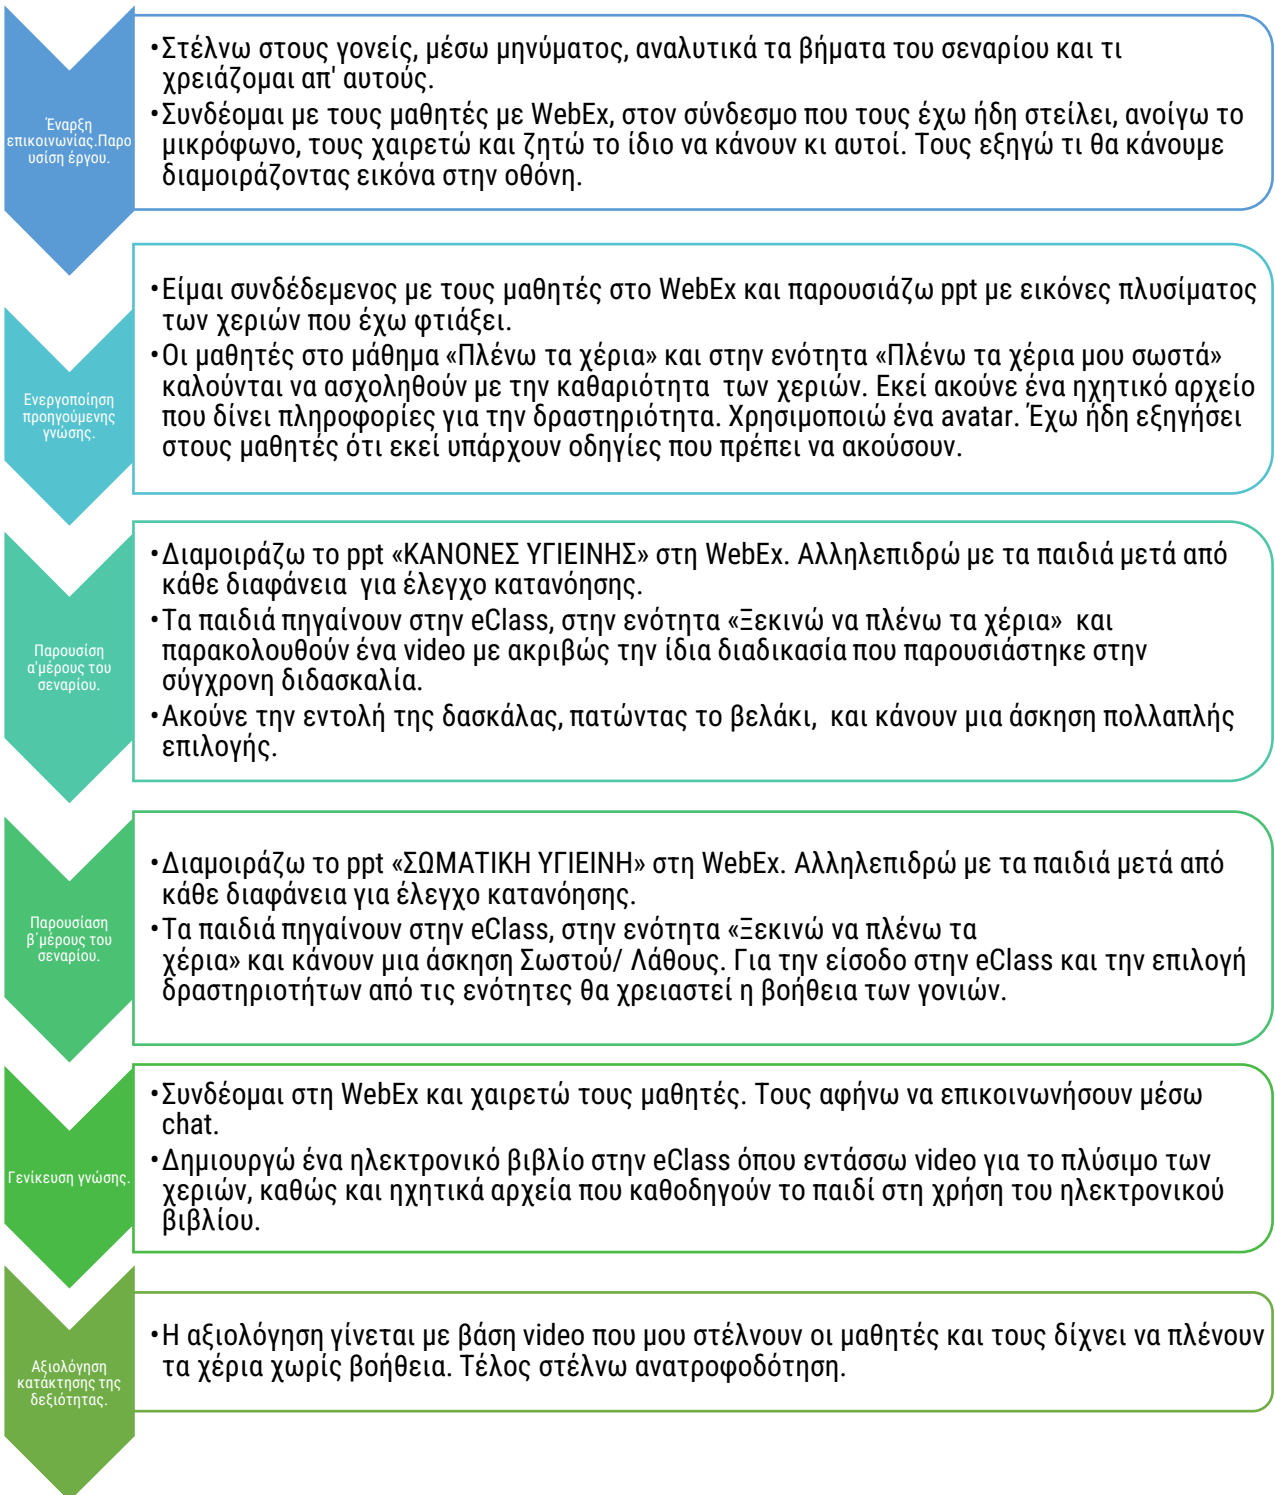 Έναρξη
επικοινωνίας.Παρο
υσίση έργου.
•Στέλνω στους γονείς, μέσω μηνύματος, αναλυτικά τα βήματα του σεναρίου και τι
χρειάζομαι απ' αυτούς.
•Συνδέομαι με τους μαθητές με WebEx, στον σύνδεσμο που τους έχω ήδη στείλει, ανοίγω το
μικρόφωνο, τους χαιρετώ και ζητώ το ίδιο να κάνουν κι αυτοί. Τους εξηγώ τι θα κάνουμε
διαμοιράζοντας εικόνα στην οθόνη.
Ενεργοποίηση
προηγούμενης
γνώσης.
•Είμαι συνδέδεμενος με τους μαθητές στο WebEx και παρουσιάζω ppt με εικόνες πλυσίματος
των χεριών που έχω φτιάξει.
•Οι μαθητές στο μάθημα «Πλένω τα χέρια» και στην ενότητα «Πλένω τα χέρια μου σωστά»
καλούνται να ασχοληθούν με την καθαριότητα των χεριών. Εκεί ακούνε ένα ηχητικό αρχείο
που δίνει πληροφορίες για την δραστηριότητα. Χρησιμοποιώ ένα avatar. Έχω ήδη εξηγήσει
στους μαθητές ότι εκεί υπάρχουν οδηγίες που πρέπει να ακούσουν.
Παρουσίση
α'μέρους του
σεναρίου.
•Διαμοιράζω το ppt «ΚΑΝΟΝΕΣ ΥΓΙΕΙΝΗΣ» στη WebEx. Αλληλεπιδρώ με τα παιδιά μετά από
κάθε διαφάνεια για έλεγχο κατανόησης.
•Τα παιδιά πηγαίνουν στην eClass, στην ενότητα «Ξεκινώ να πλένω τα χέρια» και
παρακολουθούν ένα video με ακριβώς την ίδια διαδικασία που παρουσιάστηκε στην
σύγχρονη διδασκαλία.
•Ακούνε την εντολή της δασκάλας, πατώντας το βελάκι, και κάνουν μια άσκηση πολλαπλής
επιλογής.
Παρουσίαση
β΄μέρους του
σεναρίου.
•Διαμοιράζω το ppt «ΣΩΜΑΤΙΚΗ ΥΓΙΕΙΝΗ» στη WebEx. Αλληλεπιδρώ με τα παιδιά μετά από
κάθε διαφάνεια για έλεγχο κατανόησης.
•Τα παιδιά πηγαίνουν στην eClass, στην ενότητα «Ξεκινώ να πλένω τα
χέρια» και κάνουν μια άσκηση Σωστού/ Λάθους. Για την είσοδο στην eClass και την επιλογή
δραστηριοτήτων από τις ενότητες θα χρειαστεί η βοήθεια των γονιών.
Γενίκευση γνώσης.
•Συνδέομαι στη WebEx και χαιρετώ τους μαθητές. Τους αφήνω να επικοινωνήσουν μέσω
chat.
•Δημιουργώ ένα ηλεκτρονικό βιβλίο στην eClass όπου εντάσσω video για το πλύσιμο των
χεριών, καθώς και ηχητικά αρχεία που καθοδηγούν το παιδί στη χρήση του ηλεκτρονικού
βιβλίου.
Αξιολόγηση
κατάκτησης της
δεξιότητας.
•Η αξιολόγηση γίνεται με βάση video που μου στέλνουν οι μαθητές και τους δίχνει να πλένουν
τα χέρια χωρίς βοήθεια. Τέλος στέλνω ανατροφοδότηση.